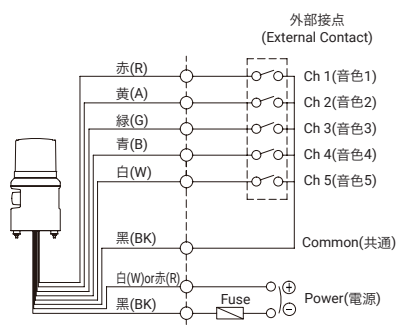 外部接点
(External Contact)
赤(R)
Ch 1(音色1)
黄(A)
Ch 2(音色2)
緑(G)
Ch 3(音色3)
青(B)
Ch 4(音色4)
白(W)
Ch 5(音色5)
黒(BK)
Common(共通)
白(W)or赤(R)
Fuse
Power(電源)
黒(BK)